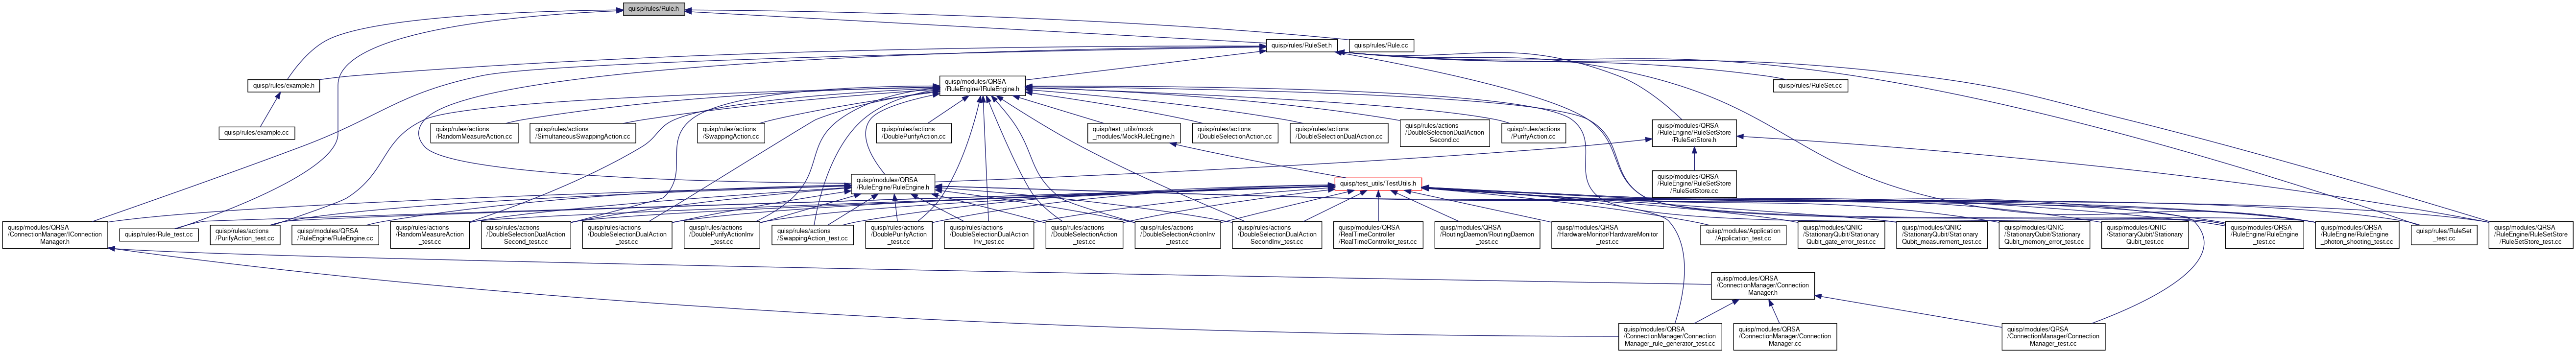 quisp/rules/Rule.h
quisp/rules/RuleSet.h
quisp/rules/Rule.cc
quisp/rules/example.h
quisp/modules/QRSA
/RuleEngine/IRuleEngine.h
quisp/rules/RuleSet.cc
quisp/rules/example.cc
quisp/rules/actions
/RandomMeasureAction.cc
quisp/rules/actions
/SimultaneousSwappingAction.cc
quisp/rules/actions
/SwappingAction.cc
quisp/rules/actions
/DoublePurifyAction.cc
quisp/test_utils/mock
_modules/MockRuleEngine.h
quisp/rules/actions
/DoubleSelectionAction.cc
quisp/rules/actions
/DoubleSelectionDualAction.cc
quisp/rules/actions
/DoubleSelectionDualAction
Second.cc
quisp/rules/actions
/PurifyAction.cc
quisp/modules/QRSA
/RuleEngine/RuleSetStore
/RuleSetStore.h
quisp/modules/QRSA
/RuleEngine/RuleEngine.h
quisp/test_utils/TestUtils.h
quisp/modules/QRSA
/RuleEngine/RuleSetStore
/RuleSetStore.cc
quisp/modules/QRSA
/ConnectionManager/IConnection
Manager.h
quisp/rules/Rule_test.cc
quisp/rules/actions
/PurifyAction_test.cc
quisp/modules/QRSA
/RuleEngine/RuleEngine.cc
quisp/rules/actions
/RandomMeasureAction
_test.cc
quisp/rules/actions
/DoubleSelectionDualAction
Second_test.cc
quisp/rules/actions
/DoubleSelectionDualAction
_test.cc
quisp/rules/actions
/DoublePurifyActionInv
_test.cc
quisp/rules/actions
/SwappingAction_test.cc
quisp/rules/actions
/DoublePurifyAction
_test.cc
quisp/rules/actions
/DoubleSelectionDualAction
Inv_test.cc
quisp/rules/actions
/DoubleSelectionAction
_test.cc
quisp/rules/actions
/DoubleSelectionActionInv
_test.cc
quisp/rules/actions
/DoubleSelectionDualAction
SecondInv_test.cc
quisp/modules/QRSA
/RealTimeController
/RealTimeController_test.cc
quisp/modules/QRSA
/RoutingDaemon/RoutingDaemon
_test.cc
quisp/modules/QRSA
/HardwareMonitor/HardwareMonitor
_test.cc
quisp/modules/Application
/Application_test.cc
quisp/modules/QNIC
/StationaryQubit/Stationary
Qubit_gate_error_test.cc
quisp/modules/QNIC
/StationaryQubit/Stationary
Qubit_measurement_test.cc
quisp/modules/QNIC
/StationaryQubit/Stationary
Qubit_memory_error_test.cc
quisp/modules/QNIC
/StationaryQubit/Stationary
Qubit_test.cc
quisp/modules/QRSA
/RuleEngine/RuleEngine
_test.cc
quisp/modules/QRSA
/RuleEngine/RuleEngine
_photon_shooting_test.cc
quisp/rules/RuleSet
_test.cc
quisp/modules/QRSA
/RuleEngine/RuleSetStore
/RuleSetStore_test.cc
quisp/modules/QRSA
/ConnectionManager/Connection
Manager.h
quisp/modules/QRSA
/ConnectionManager/Connection
Manager_rule_generator_test.cc
quisp/modules/QRSA
/ConnectionManager/Connection
Manager.cc
quisp/modules/QRSA
/ConnectionManager/Connection
Manager_test.cc